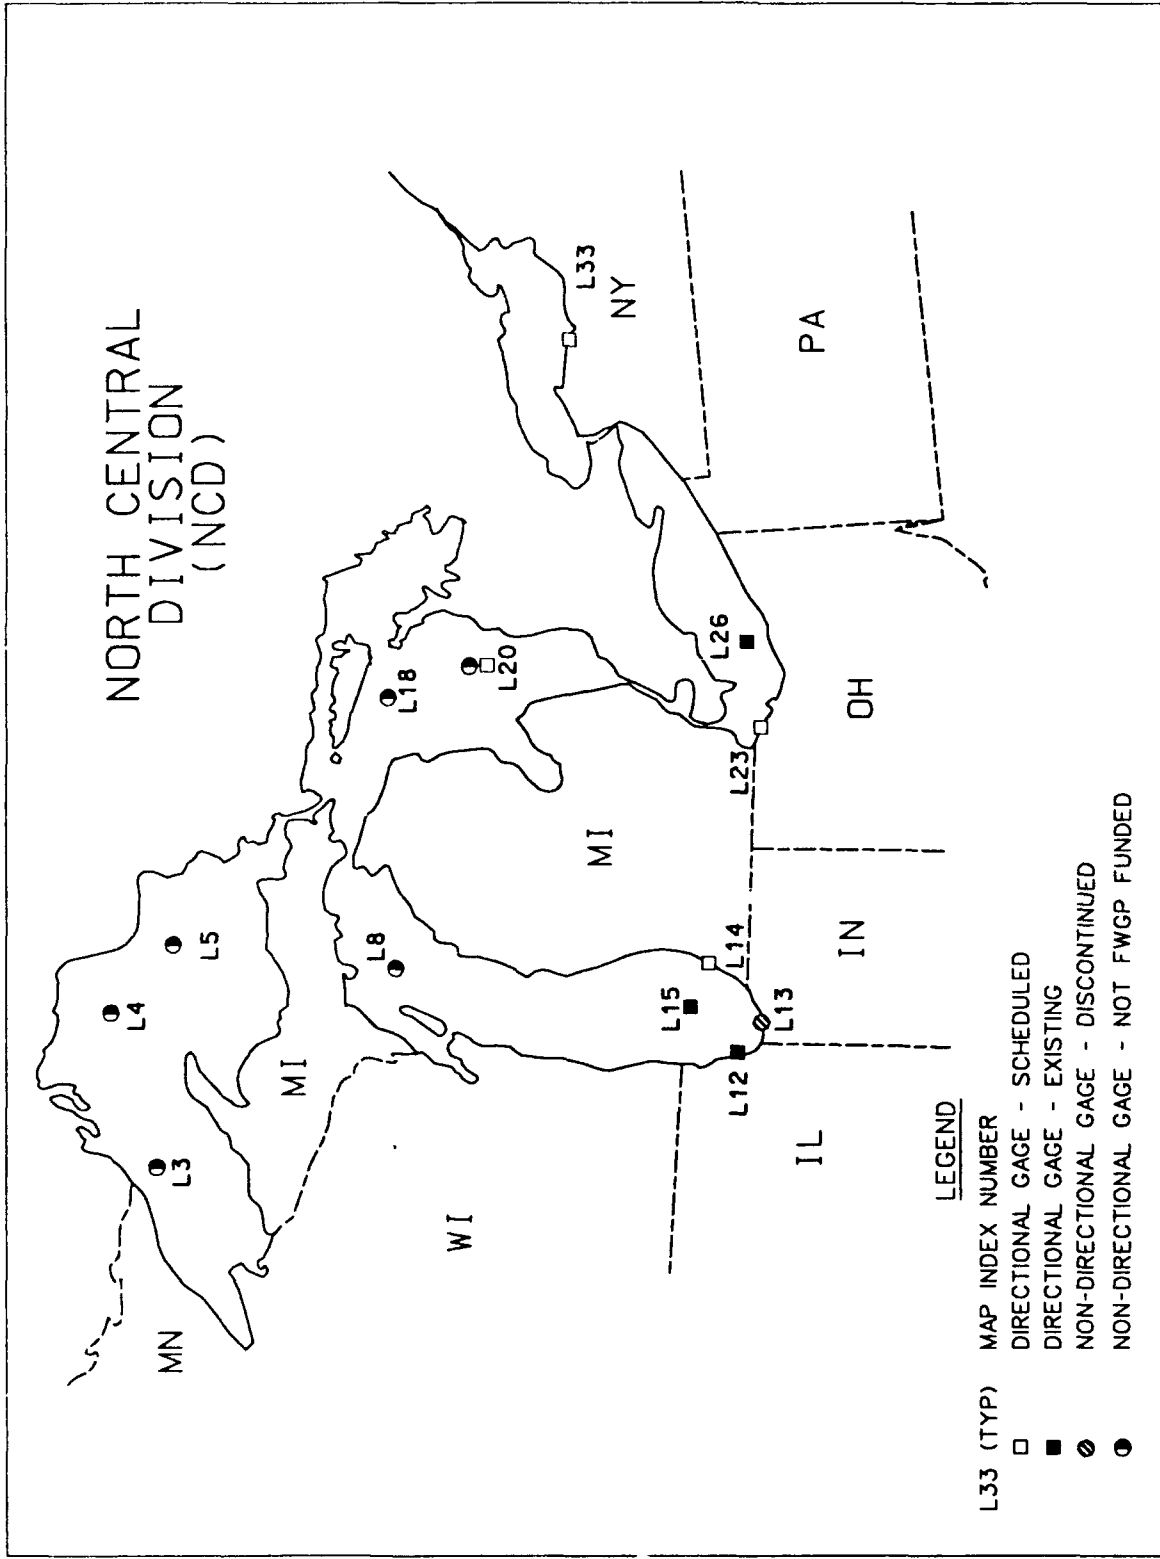 NORTH CENTRAL
DIVISION
(NCD)
L4
L5
L3
MN
MI
L18
L8
L20
L33
NY
WI
MI
L15
L14
L26
L12
L13
L23
PA
IL
IN
OH
LEGEND
L33 (TYP) MAP INDEX NUMBER
DIRECTIONAL GAGE - SCHEDULED
DIRECTIONAL GAGE - EXISTING
NON-DIRECTIONAL GAGE - DISCONTINUED
NON-DIRECTIONAL GAGE - NOT FWGP FUNDED